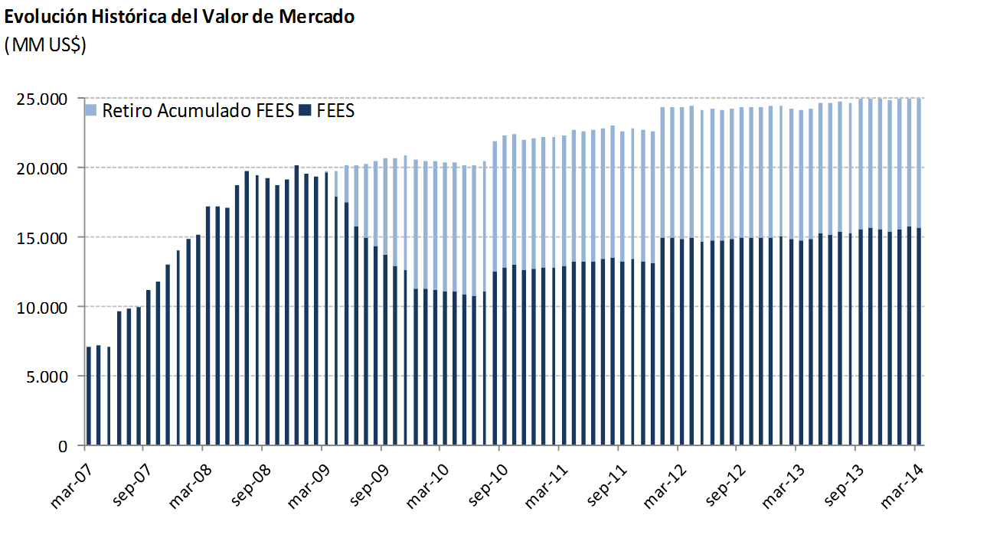 Evolución Histórica del Valor de Mercado
(MM US$)
25.000
Retiro Acumulado FEES FEES
20.000
15.000
10.000
5.000
0
mar-07 sep-07 mar-08 sep-08 mar-09 sep-09 mar-10 sep-10 mar-11 sep-11 mar-12 sep-12 mar-13 sep-13 mar-14